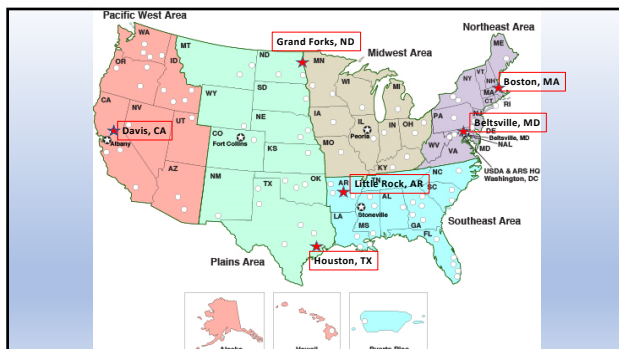 Pacific West Area
Northeast Area
Midwest Area
Grand Forks, ND
Boston, MA
Beltsville, MD
Davis, CA
Little Rock, AR
Houston, TX
Plains Area
Southeast Area
WA
OR
ID
CA
NV
UT
AZ
Albany
MT
ND
WY
SD
NE
CO
Fort Collins
KS
NM
OK
TX
MN
WI
MI
IA
IL
IN
OH
Peoria
MO
KY
ME
VT
NH
NY
MA
CT
RI
PA
NJ
DE
Beltsville, MD
NAL
MD
WV
VA
USDA & ARS HQ
Washington, DC
NC
TN
SC
AR
AL
GA
LA
MS
FL
Stoneville
Alaska
Hawaii
Puerto Rico